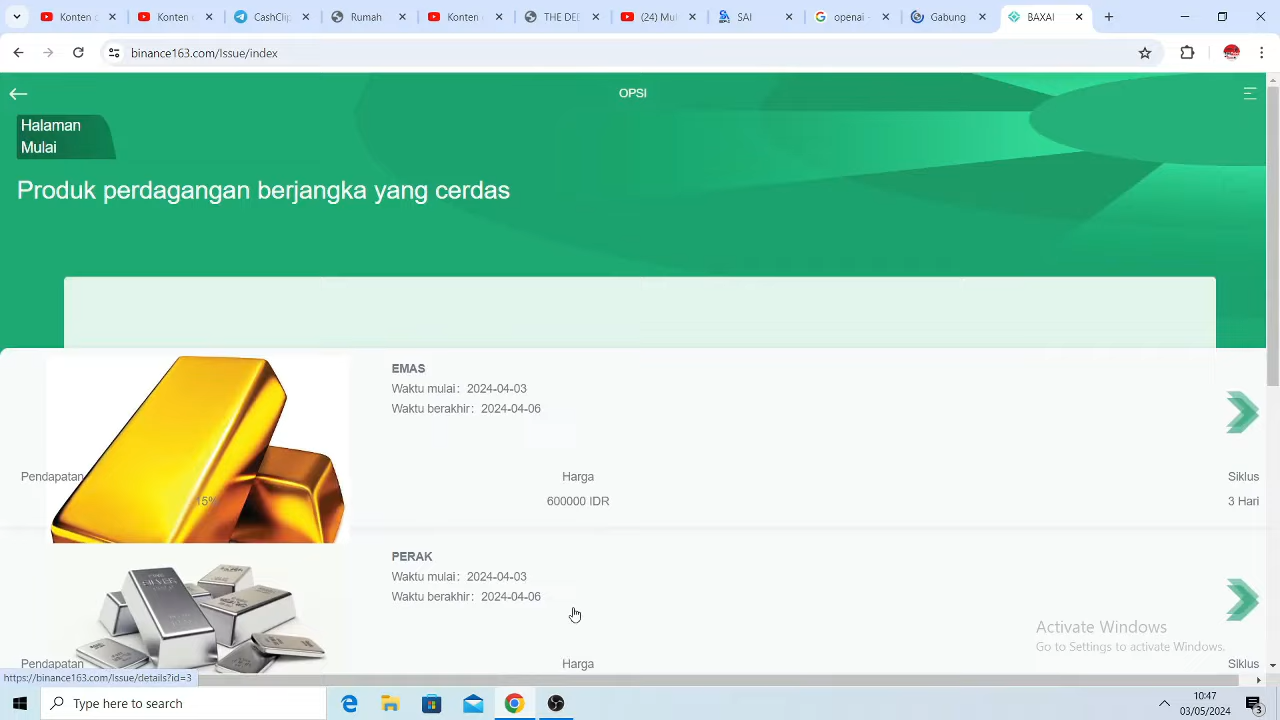 Konten
Konten
CashClip
Rumah
Konten
THE DE
(24) Mul
SAI
openai -
Gabung
BAXAI
binance163.com/Issue/index
OPSI
Halaman
Mulai
Produk perdagangan berjangka yang cerdas
EMAS
Waktu mulai： 2024-04-03
Waktu berakhir： 2024-04-06
Pendapatan Harga Siklus
15% 600000 IDR 3 Hari
PERAK
Waktu mulai： 2024-04-03
Waktu berakhir： 2024-04-06
Activate Windows
Go to Settings to activate Windows.
Pendapatan Harga Siklus
https://binance163.com/Issue/details?id=3
Type here to search
10:47
03/05/2024
3